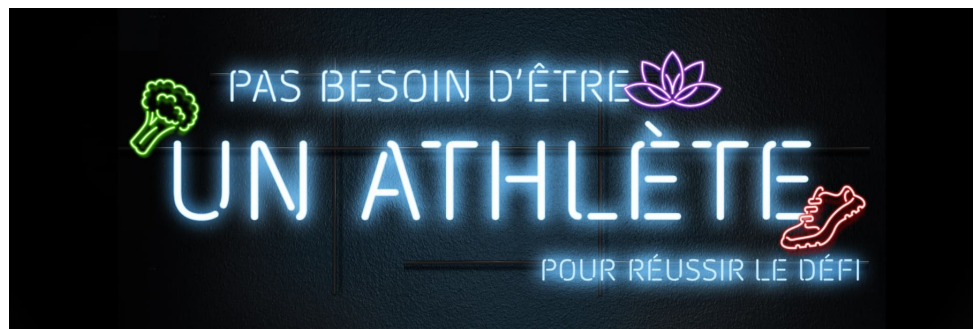 PAS BESOIN D'ÊTRE
UN ATHLÈTE
POUR RÉUSSIR LE DÉFI